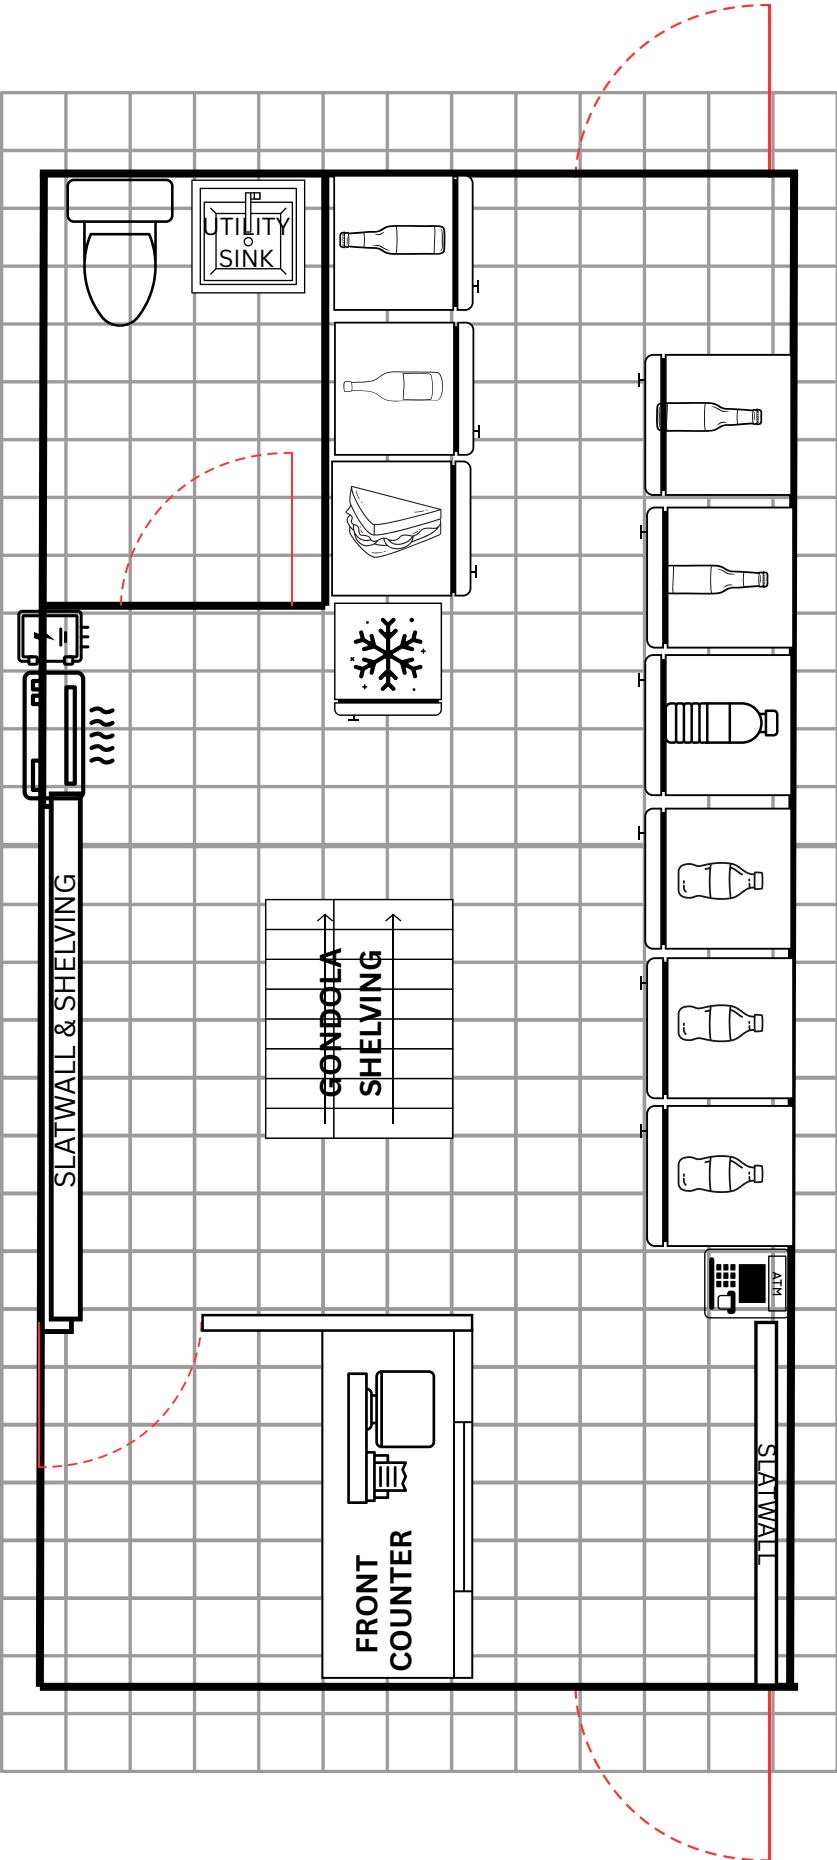 UTILITY
SINK
SLATWALL & SHELVING
GONDOLA
SHELVING
ATM
SLATWALL
FRONT
COUNTER